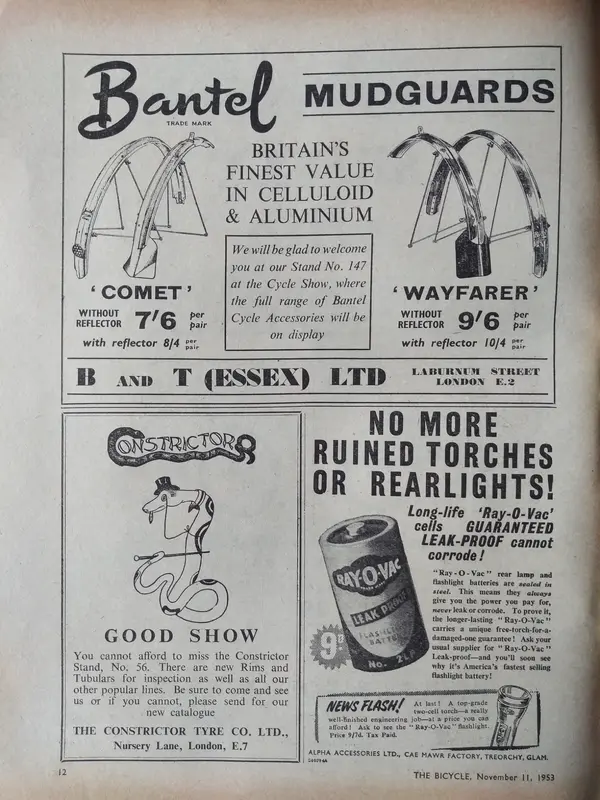 Bantel
TRADE MARK
MUDGUARDS
BRITAIN'S
FINEST VALUE
IN CELLULOID
& ALUMINIUM
We will be glad to welcome
you at our Stand No. 147
at the Cycle Show, where
the full range of Bantel
Cycle Accessories will be
on display
'COMET'
WITHOUT REFLECTOR 7'6 per pair
with reflector 8/4 per pair
'WAYFARER'
WITHOUT REFLECTOR 9'6 per pair
with reflector 10/4 per pair
B AND T (ESSEX) LTD
LABURNUM STREET
LONDON E.2
CONSTRICTOR
GOOD SHOW
You cannot afford to miss the Constrictor
Stand, No. 56. There are new Rims and
Tubulars for inspection as well as all our
other popular lines. Be sure to come and see
us or if you cannot, please send for our
new catalogue
THE CONSTRICTOR TYRE CO. LTD.,
Nursery Lane, London, E.7
NO MORE
RUINED TORCHES
OR REARLIGHTS!
Long-life 'Ray-O-Vac'
cells GUARANTEED
LEAK-PROOF cannot
corrode!
"Ray-O-Vac" rear lamp and
flashlight batteries are sealed in
steel. This means they always
give you the power you pay for,
never leak or corrode. To prove it,
the longer-lasting "Ray-O-Vac"
carries a unique free-torch-for-a-
damaged-one guarantee! Ask your
usual supplier for "Ray-O-Vac"
Leak-proof—and you'll soon see
why it's America's fastest selling
flashlight battery!
RAY-O-VAC
LEAK PROOF
FLASHLIGHT
BATTERY
No. 2LP
NEWS FLASH!
At last! A top-grade
two-cell torch—a really
well-finished engineering job—at a price you can
afford! Ask to see the "Ray-O-Vac" flashlight.
Price 9/7d. Tax Paid.
ALPHA ACCESSORIES LTD., CAE MAWR FACTORY, TREORCHY, GLAM.
12
THE BICYCLE, November 11, 1953